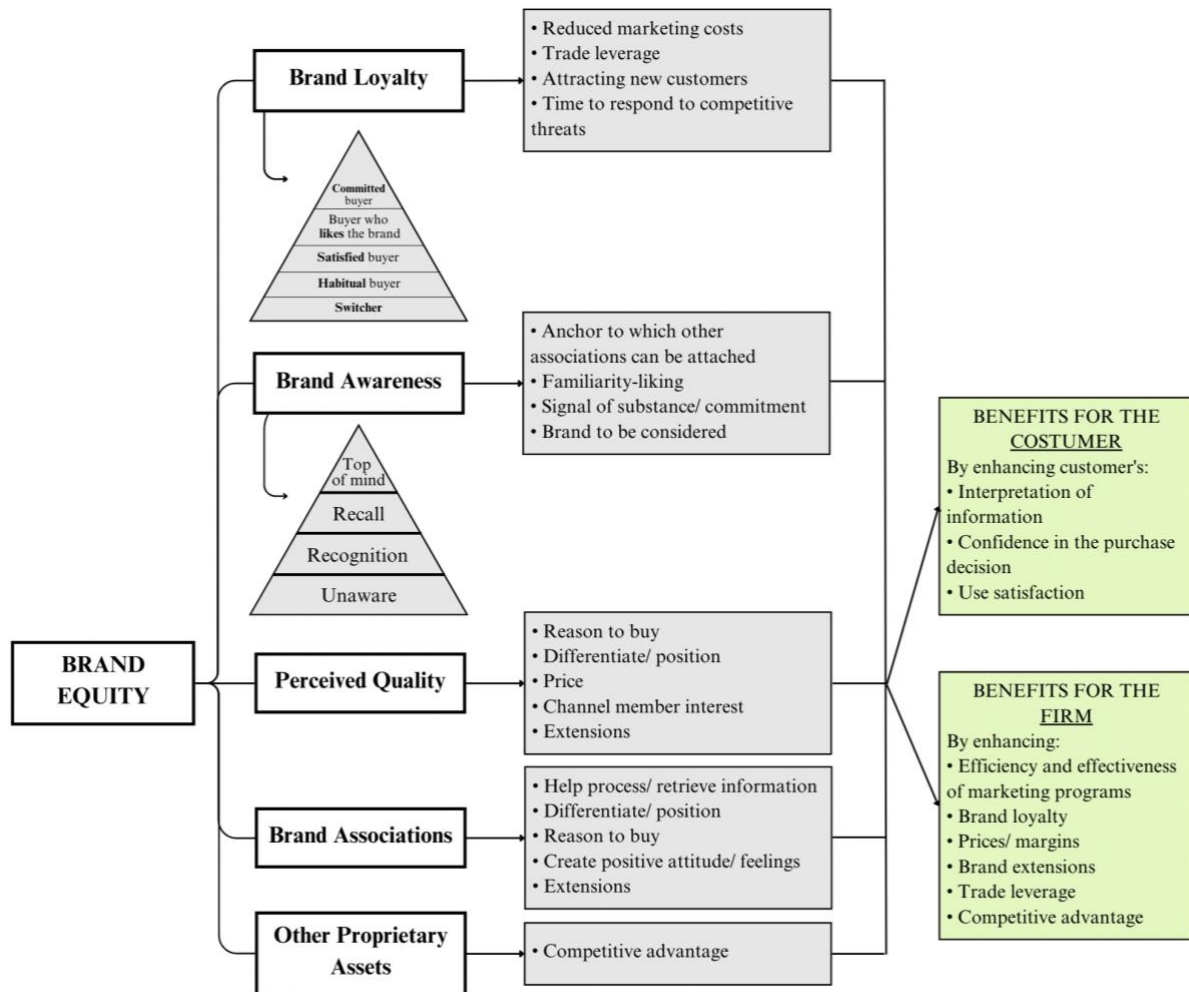 • Reduced marketing costs
• Trade leverage
• Attracting new customers
• Time to respond to competitive
threats
Brand Loyalty
Committed
buyer
Buyer who
likes the brand
Satisfied buyer
Habitual buyer
Switcher
• Anchor to which other
associations can be attached
• Familiarity-liking
• Signal of substance/ commitment
• Brand to be considered
Brand Awareness
Top
of mind
Recall
Recognition
Unaware
BRAND
EQUITY
Perceived Quality
• Reason to buy
• Differentiate/ position
• Price
• Channel member interest
• Extensions
Brand Associations
• Help process/ retrieve information
• Differentiate/ position
• Reason to buy
• Create positive attitude/ feelings
• Extensions
Other Proprietary
Assets
• Competitive advantage
BENEFITS FOR THE
COSTUMER
By enhancing customer's:
• Interpretation of
information
• Confidence in the purchase
decision
• Use satisfaction
BENEFITS FOR THE
FIRM
By enhancing:
• Efficiency and effectiveness
of marketing programs
• Brand loyalty
• Prices/ margins
• Brand extensions
• Trade leverage
• Competitive advantage